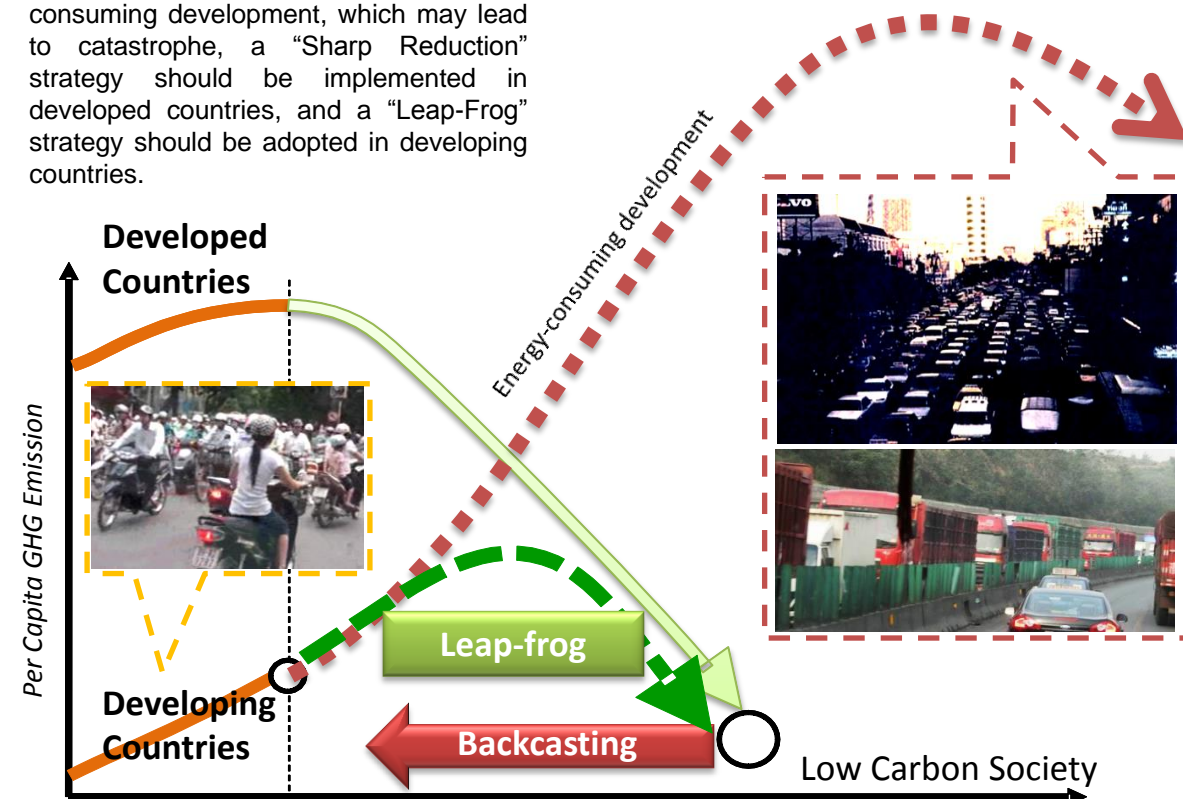 consuming development, which may lead
to catastrophe, a “Sharp Reduction”
strategy should be implemented in
developed countries, and a “Leap-Frog”
strategy should be adopted in developing
countries.
Energy-consuming development
Developed
Countries
Per Capita GHG Emission
Leap-frog
Developing
Countries
Backcasting
Low Carbon Society